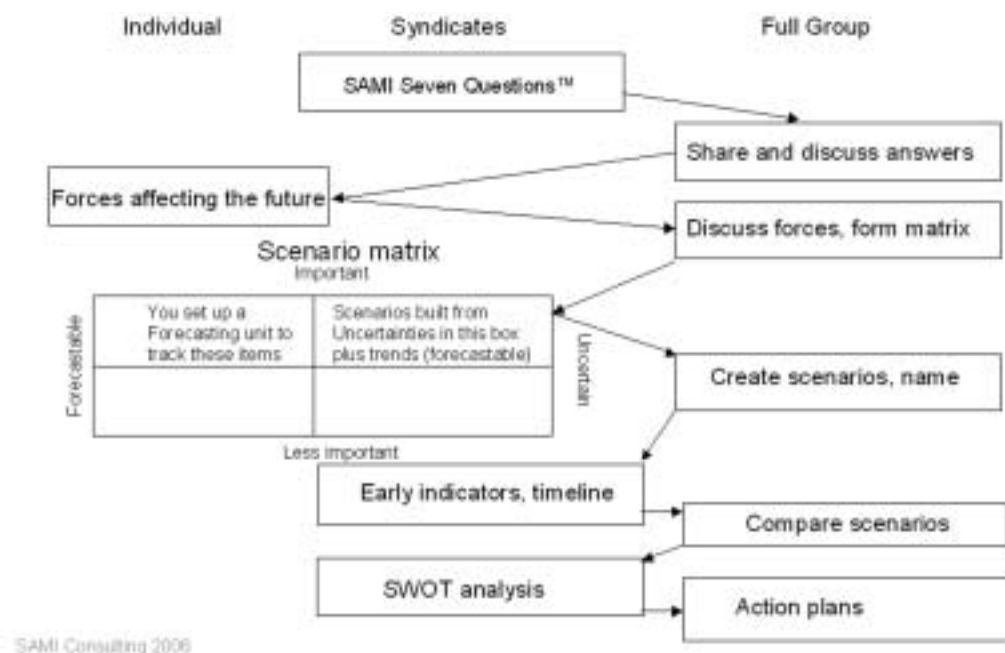 Individual
Syndicates
Full Group
SAMI Seven Questions™
Share and discuss answers
Forces affecting the future
Discuss forces, form matrix
Scenario matrix
Important
Forecastable
You set up a
Forecasting unit to
track these items
Scenarios built from
Uncertainties in this box
plus trends (forecastable)
Uncertain
Less important
Create scenarios, name
Early indicators, timeline
Compare scenarios
SWOT analysis
Action plans
SAMI Consulting 2006